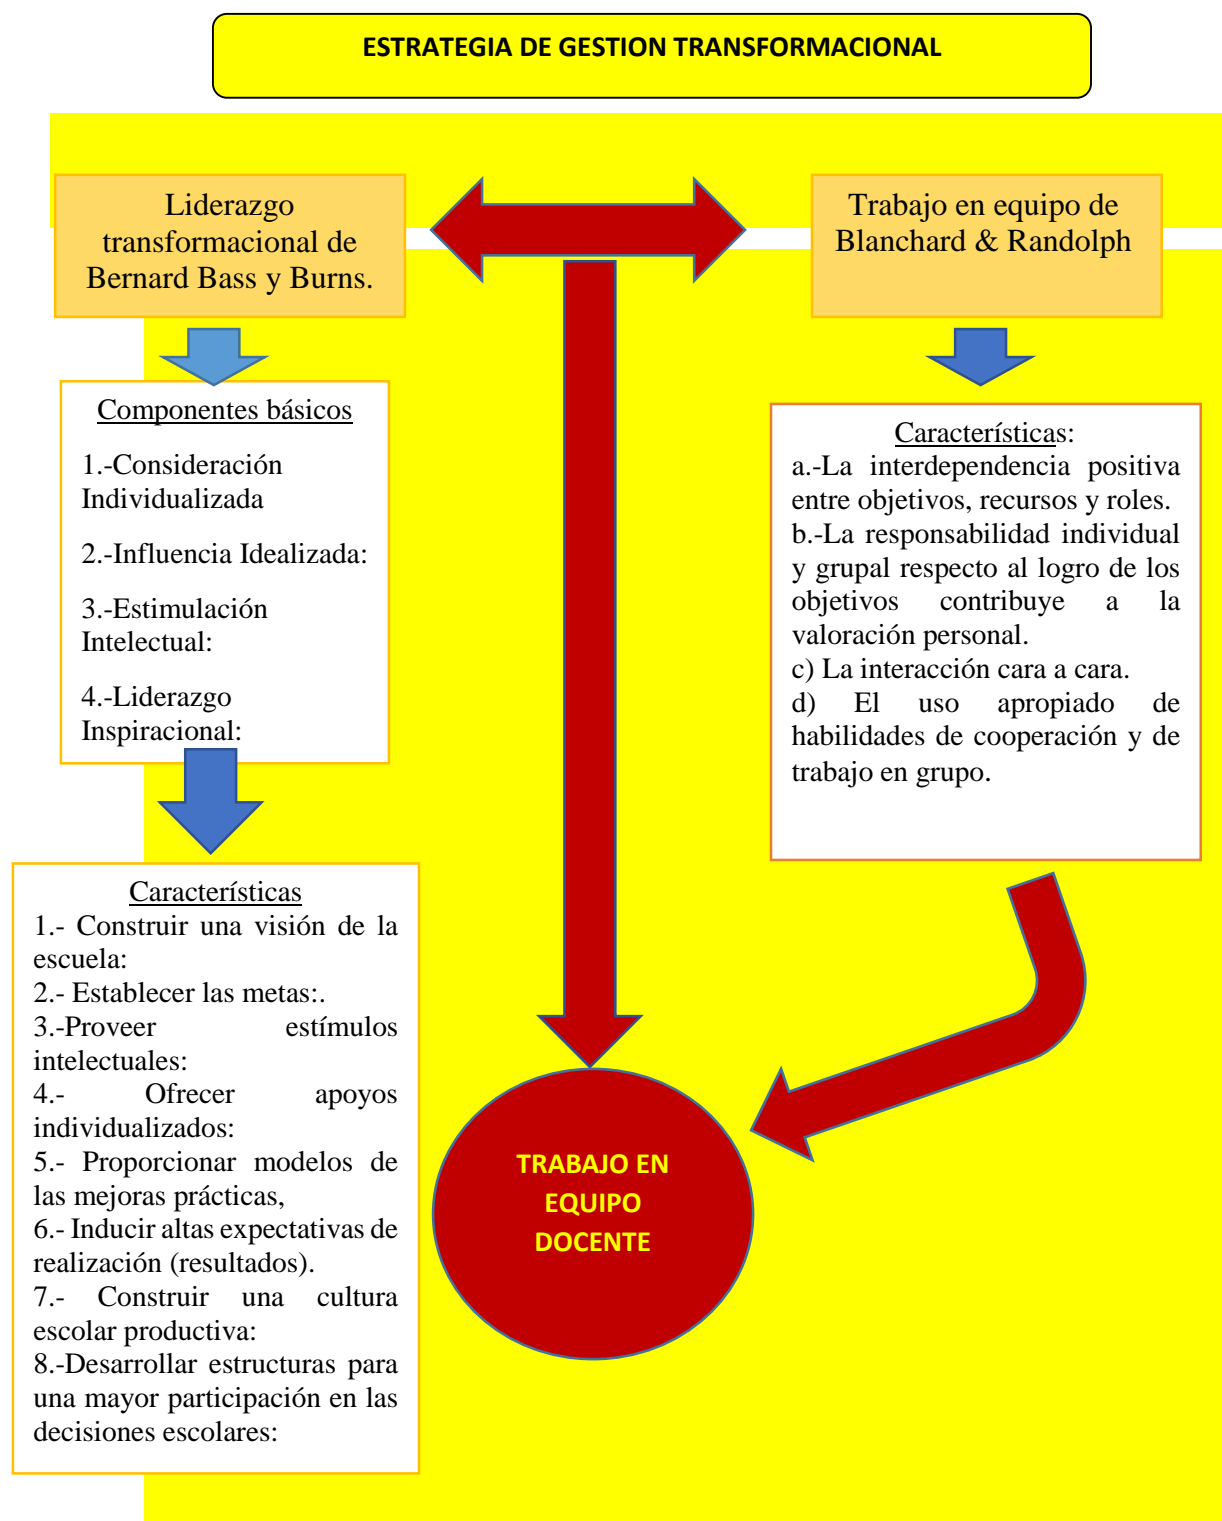 ESTRATEGIA DE GESTION TRANSFORMACIONAL
Liderazgo
transformacional de
Bernard Bass y Burns.
Trabajo en equipo de
Blanchard & Randolph
Componentes básicos
1.-Consideración
Individualizada
2.-Influencia Idealizada:
3.-Estimulación
Intelectual:
4.-Liderazgo
Inspiracional:
Características:
a.-La interdependencia positiva
entre objetivos, recursos y roles.
b.-La responsabilidad individual
y grupal respecto al logro de los
objetivos contribuye a la
valoración personal.
c) La interacción cara a cara.
d) El uso apropiado de
habilidades de cooperación y de
trabajo en grupo.
Características
1.- Construir una visión de la
escuela:
2.- Establecer las metas:.
3.-Proveer estímulos
intelectuales:
4.- Ofrecer apoyos
individualizados:
5.- Proporcionar modelos de
las mejoras prácticas,
6.- Inducir altas expectativas de
realización (resultados).
7.- Construir una cultura
escolar productiva:
8.-Desarrollar estructuras para
una mayor participación en las
decisiones escolares:
TRABAJO EN
EQUIPO
DOCENTE